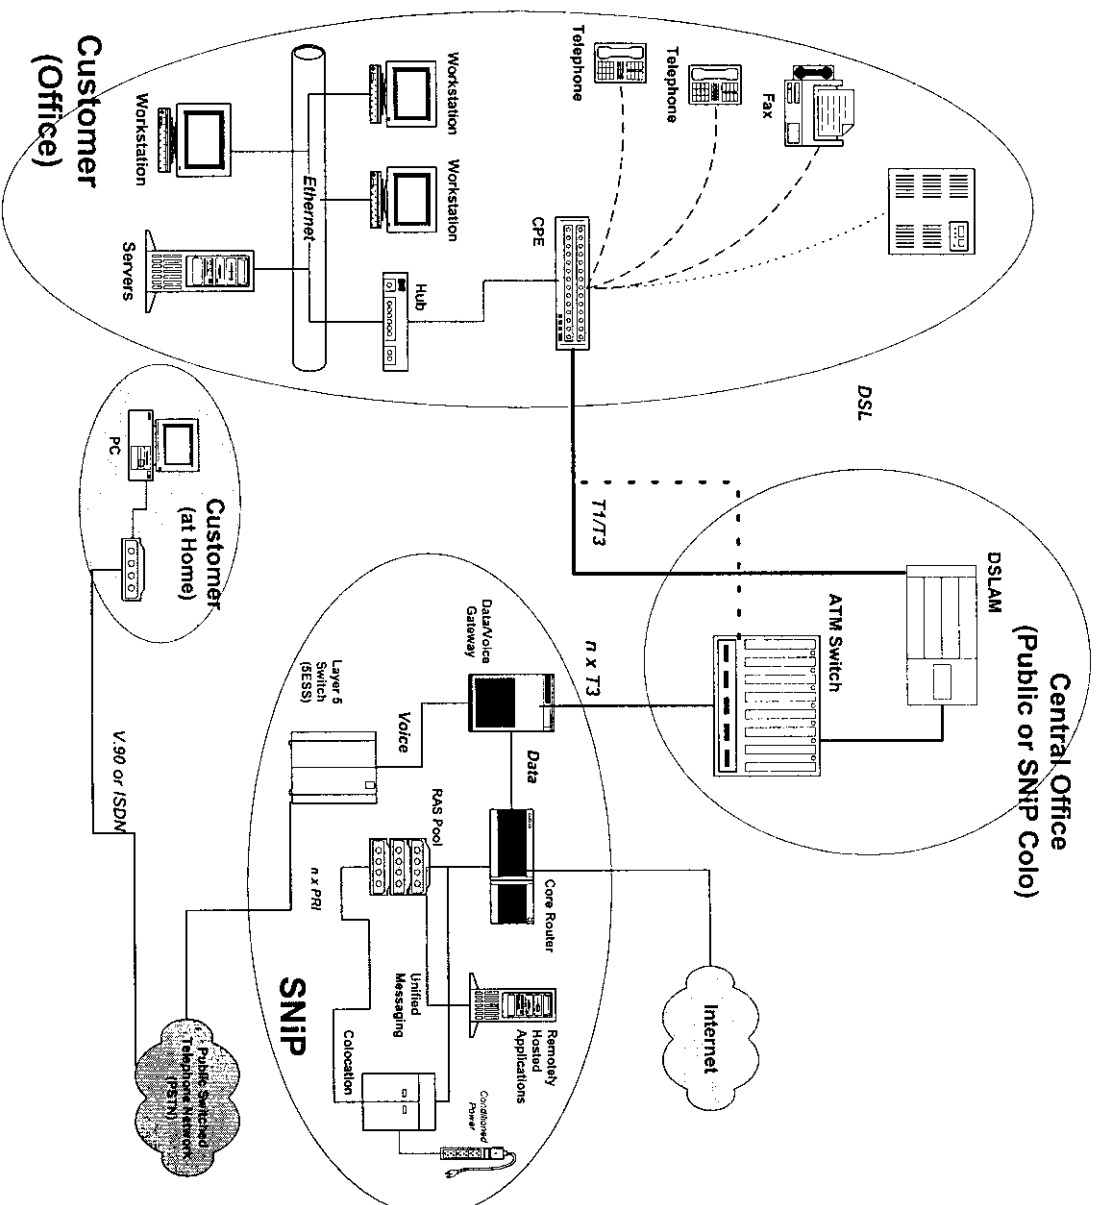 Customer
(Office)
Telephone
Telephone
Fax
Workstation
Workstation
Workstation
Ethernet
Servers
Hub
CPE
DSL
T1/T3
PC
Customer
(at Home)
V.90 or ISDN
Central Office
(Public or SNiP Colo)
DSLAM
ATM Switch
n x T3
Data/Voice
Gateway
Layer 5
Switch
(5ESS)
Voice
Data
RAS Pool
n x PRI
Core Router
Unified
Messaging
Remotely
Hosted
Applications
Colocation
Conditioned
Power
SNiP
Internet
Public Switched
Telephone Network
(PSTN)